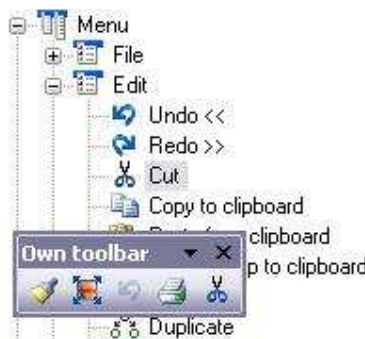 Menu
File
Edit
Undo <<
Redo >>
Cut
Copy to clipboard
clipboard
Own toolbar
p to clipboard
Duplicate